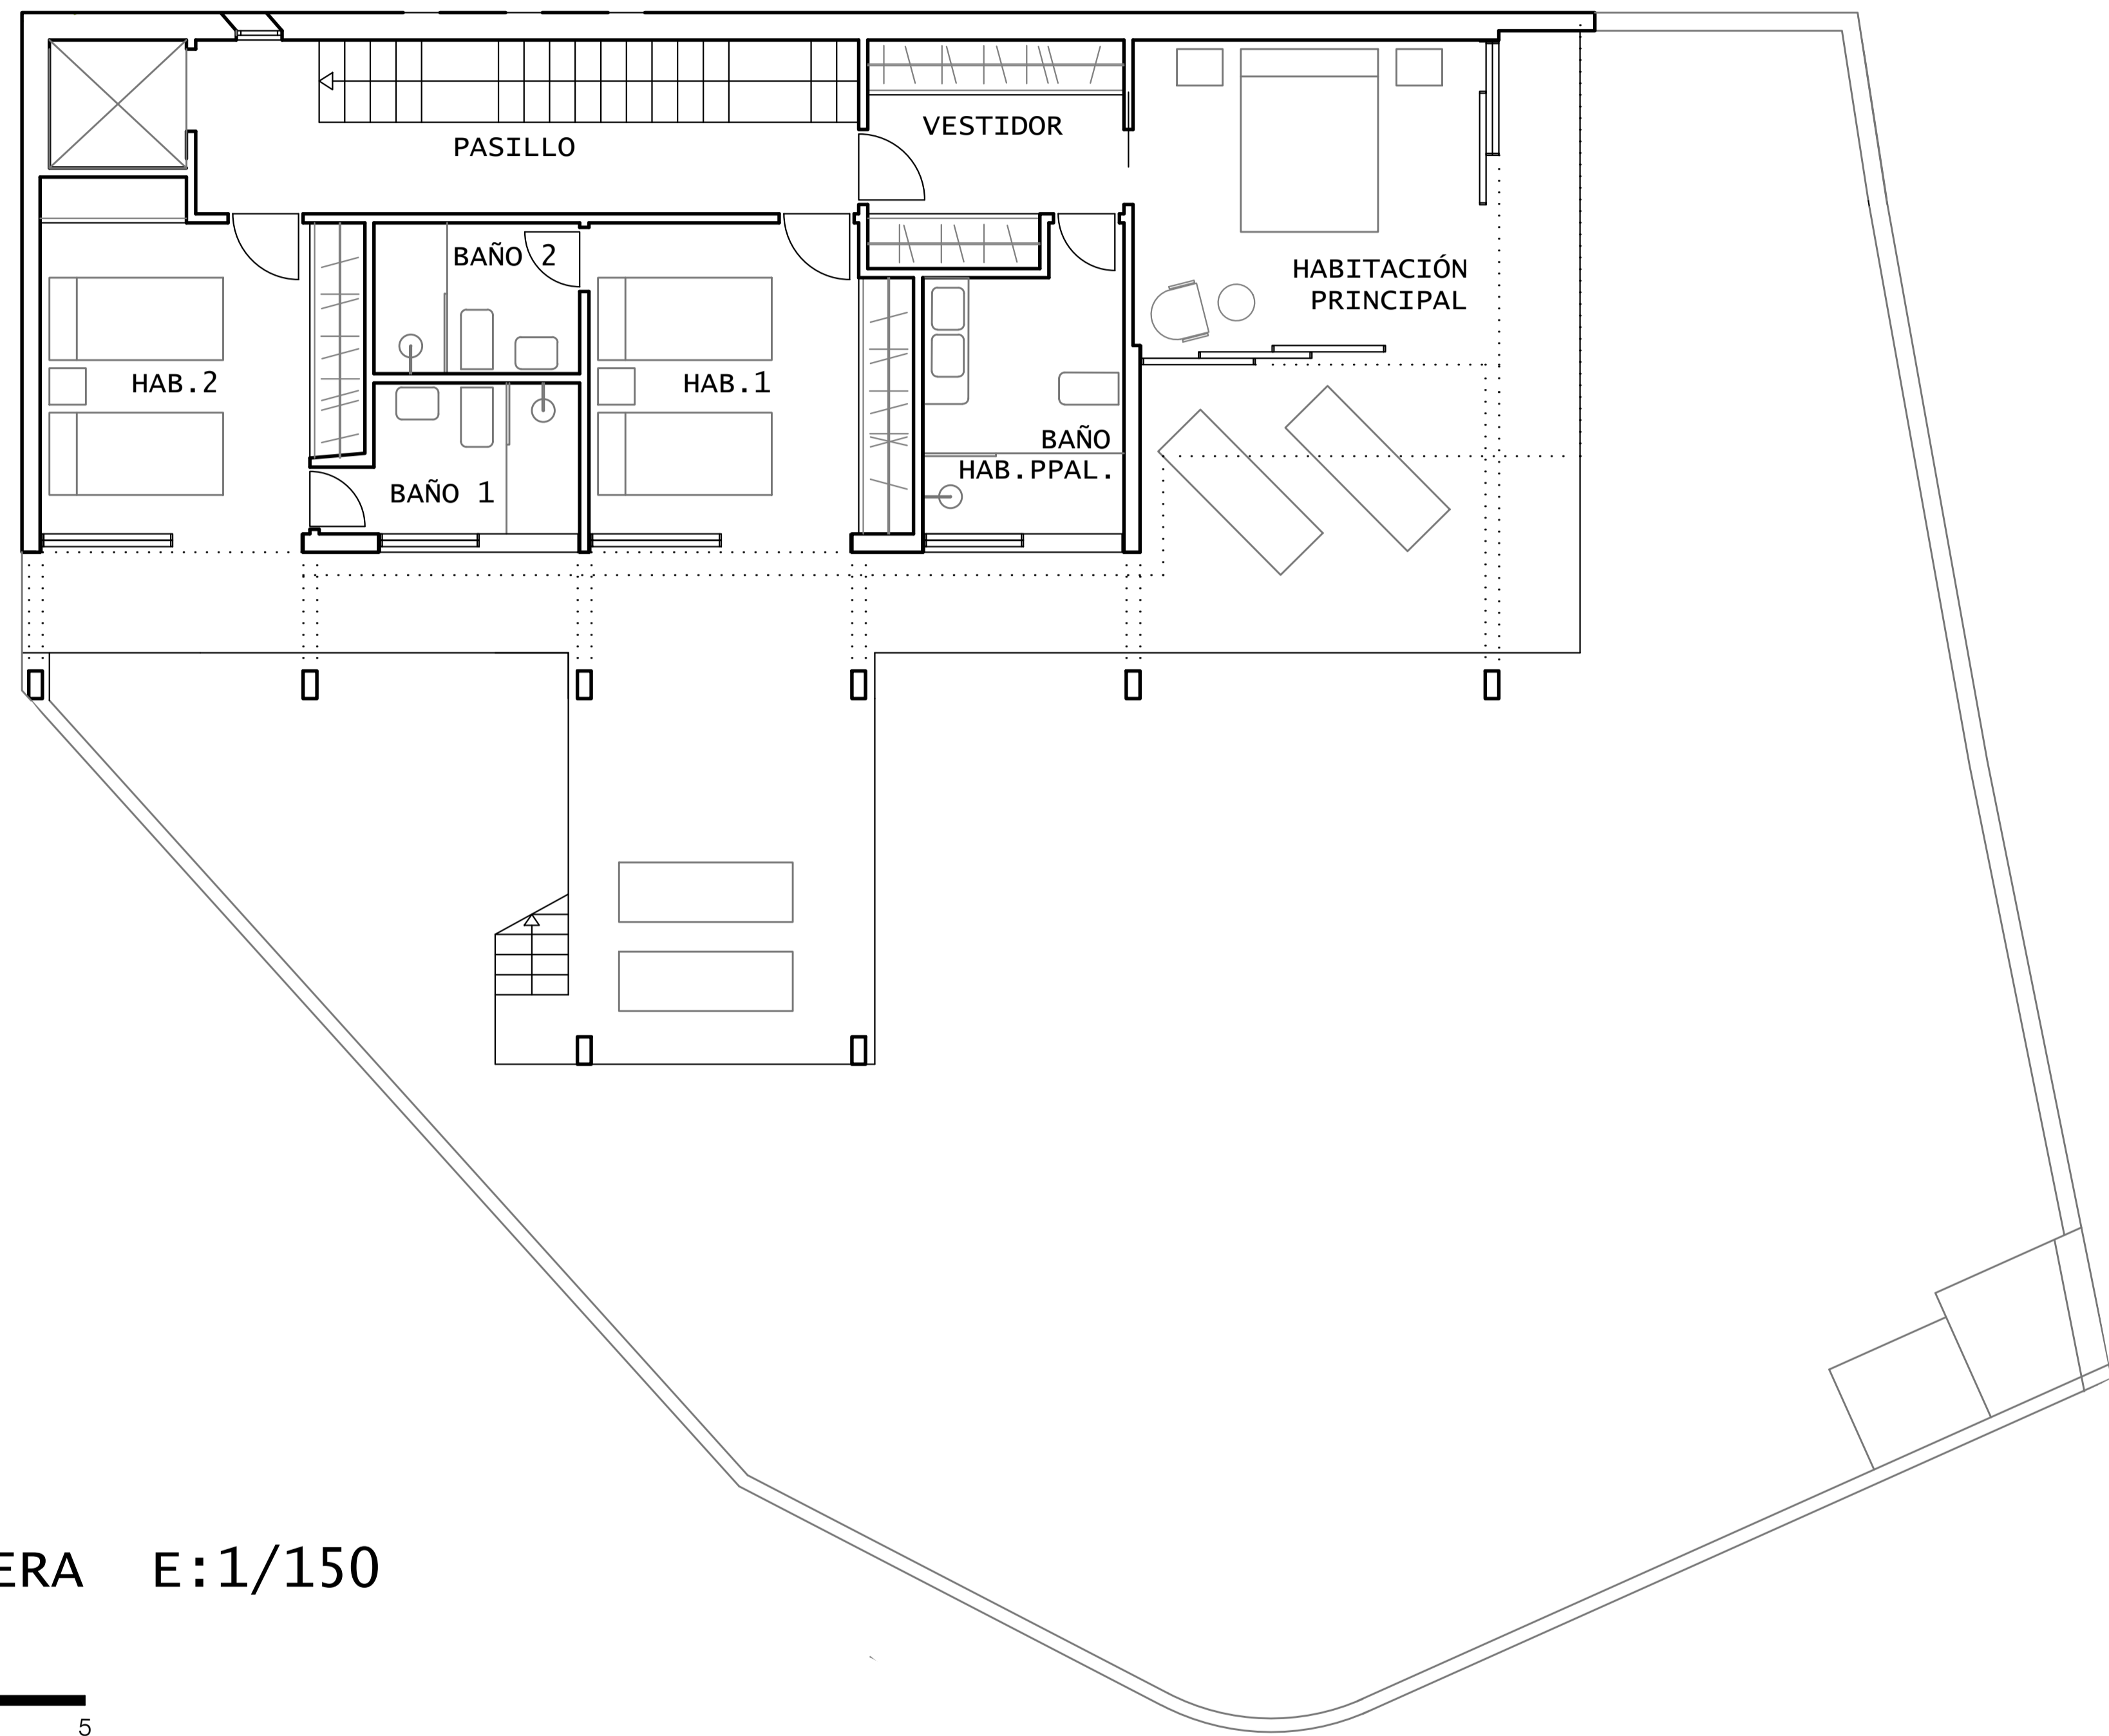 VESTIDOR
PASILLO
BAÑO 2
HABITACIÓN
PRINCIPAL
HAB.2
HAB.1
BAÑO
HAB.PPAL.
BAÑO 1
ERA E:1/150
5